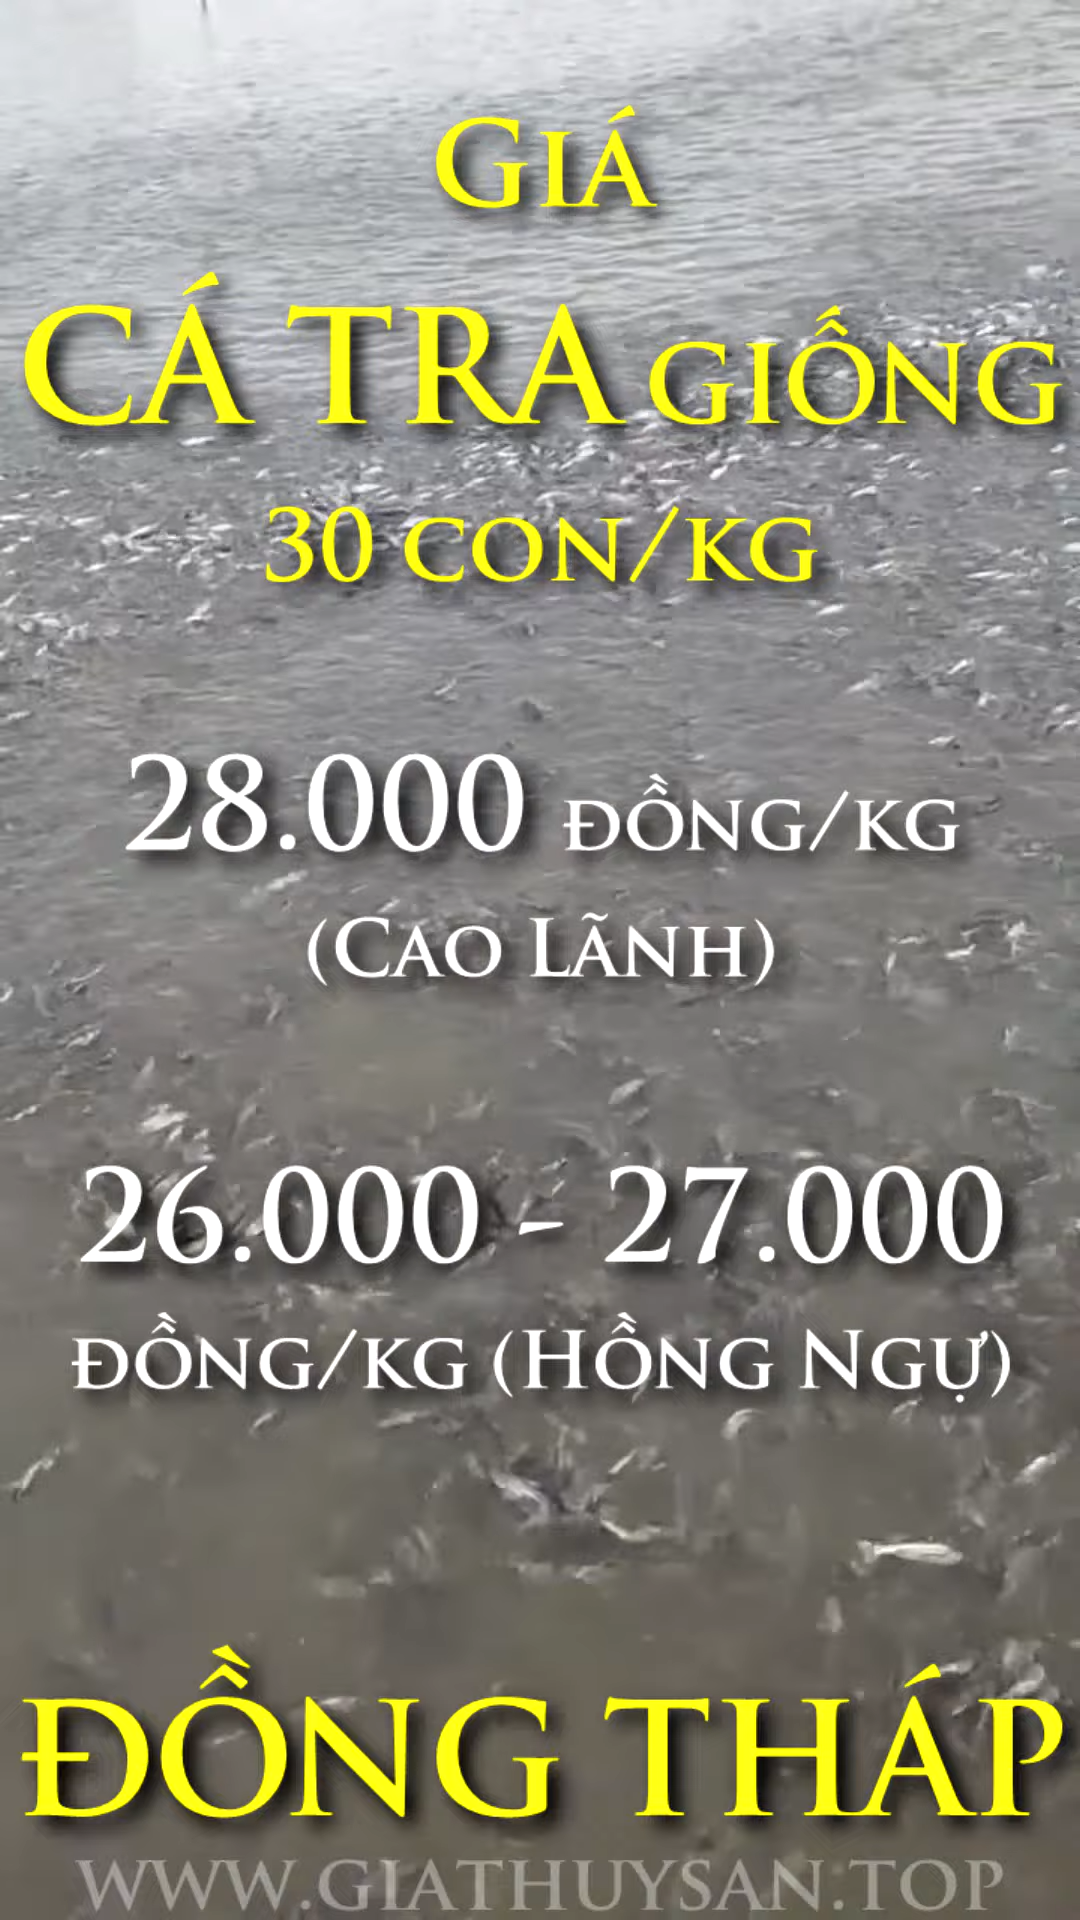 Giá
CÁ TRA GIỐNG
30 CON/KG
28.000 ĐỒNG/KG
(Cao Lãnh)
26.000 - 27.000
ĐỒNG/KG (Hồng Ngự)
ĐỒNG THÁP
WWW.GIATHUYSAN.TOP